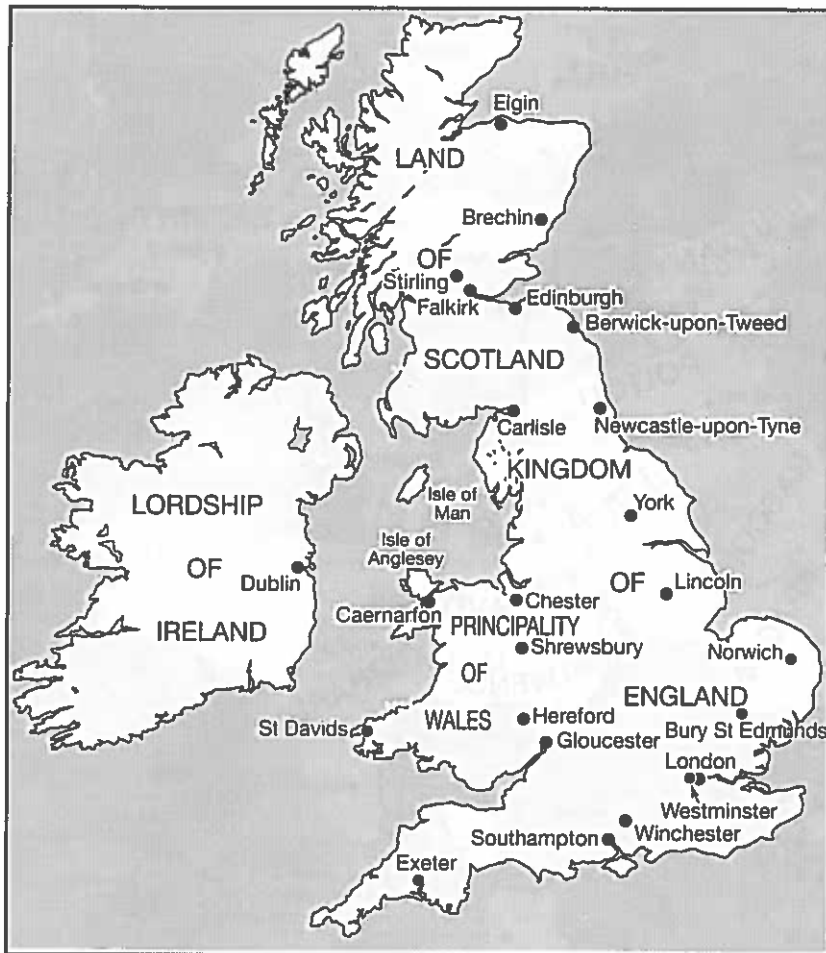 Elgin
LAND
Brechin
OF
Stirling
Falkirk
Edinburgh
Berwick-upon-Tweed
SCOTLAND
Carlisle
Newcastle-upon-Tyne
KINGDOM
Isle of
Man
York
LORDSHIP
OF
IRELAND
Dublin
Isle of
Anglesey
Caernarfon
Chester
OF
Lincoln
PRINCIPALITY
OF
WALES
Shrewsbury
Norwich
ENGLAND
St Davids
Hereford
Gloucester
Bury St Edmunds
London
Westminster
Winchester
Southampton
Exeter